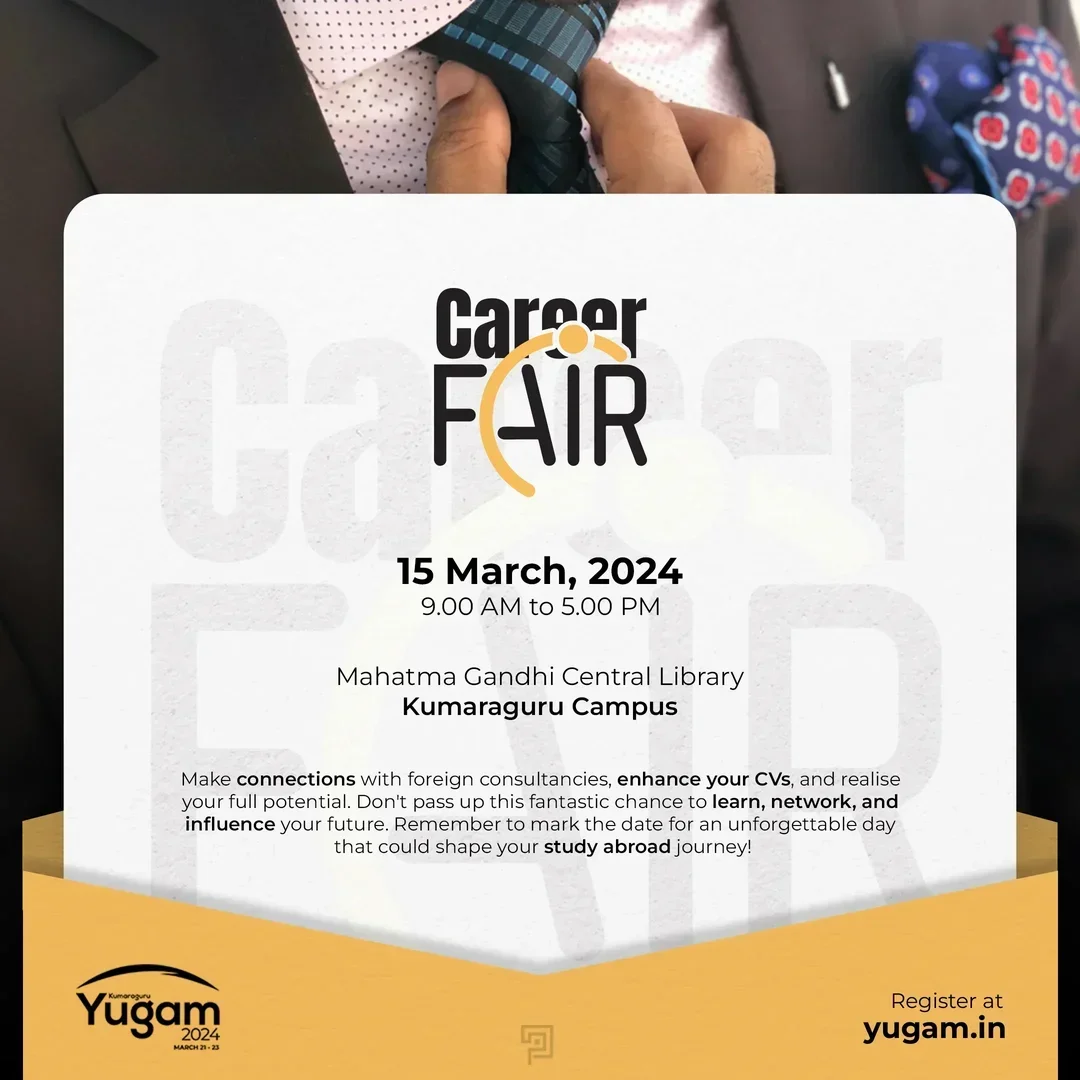 Career
FAIR
15 March, 2024
9.00 AM to 5.00 PM
Mahatma Gandhi Central Library
Kumaraguru Campus
Make connections with foreign consultancies, enhance your CVs, and realise
your full potential. Don't pass up this fantastic chance to learn, network, and
influence your future. Remember to mark the date for an unforgettable day
that could shape your study abroad journey!
Kumaraguru
Yugam
2024
MARCH 21 - 23
Register at
yugam.in